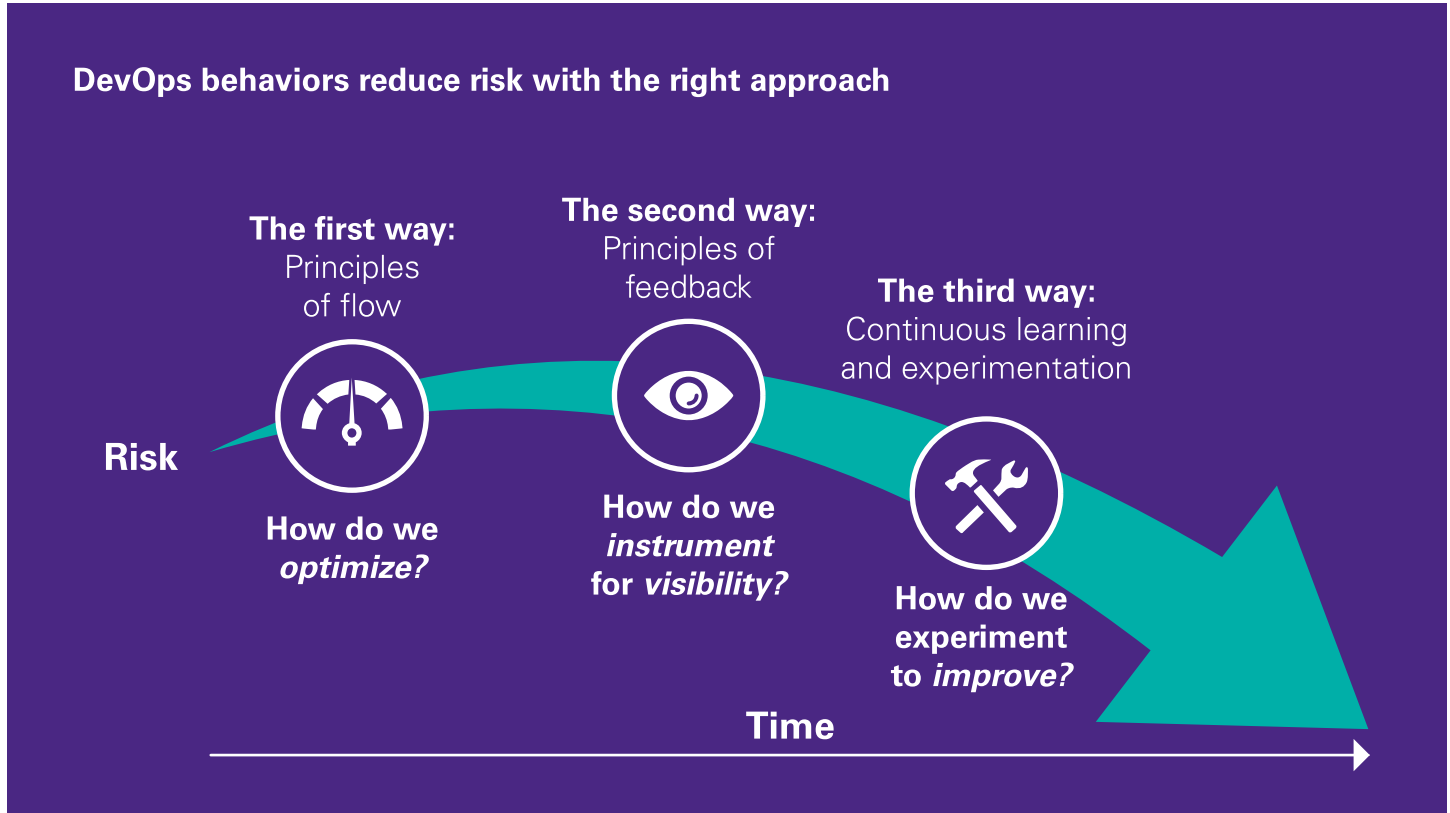 DevOps behaviors reduce risk with the right approach
The first way:
Principles
of flow
The second way:
Principles of
feedback
The third way:
Continuous learning
and experimentation
Risk
How do we
optimize?
How do we
instrument
for visibility?
How do we
experiment
to improve?
Time